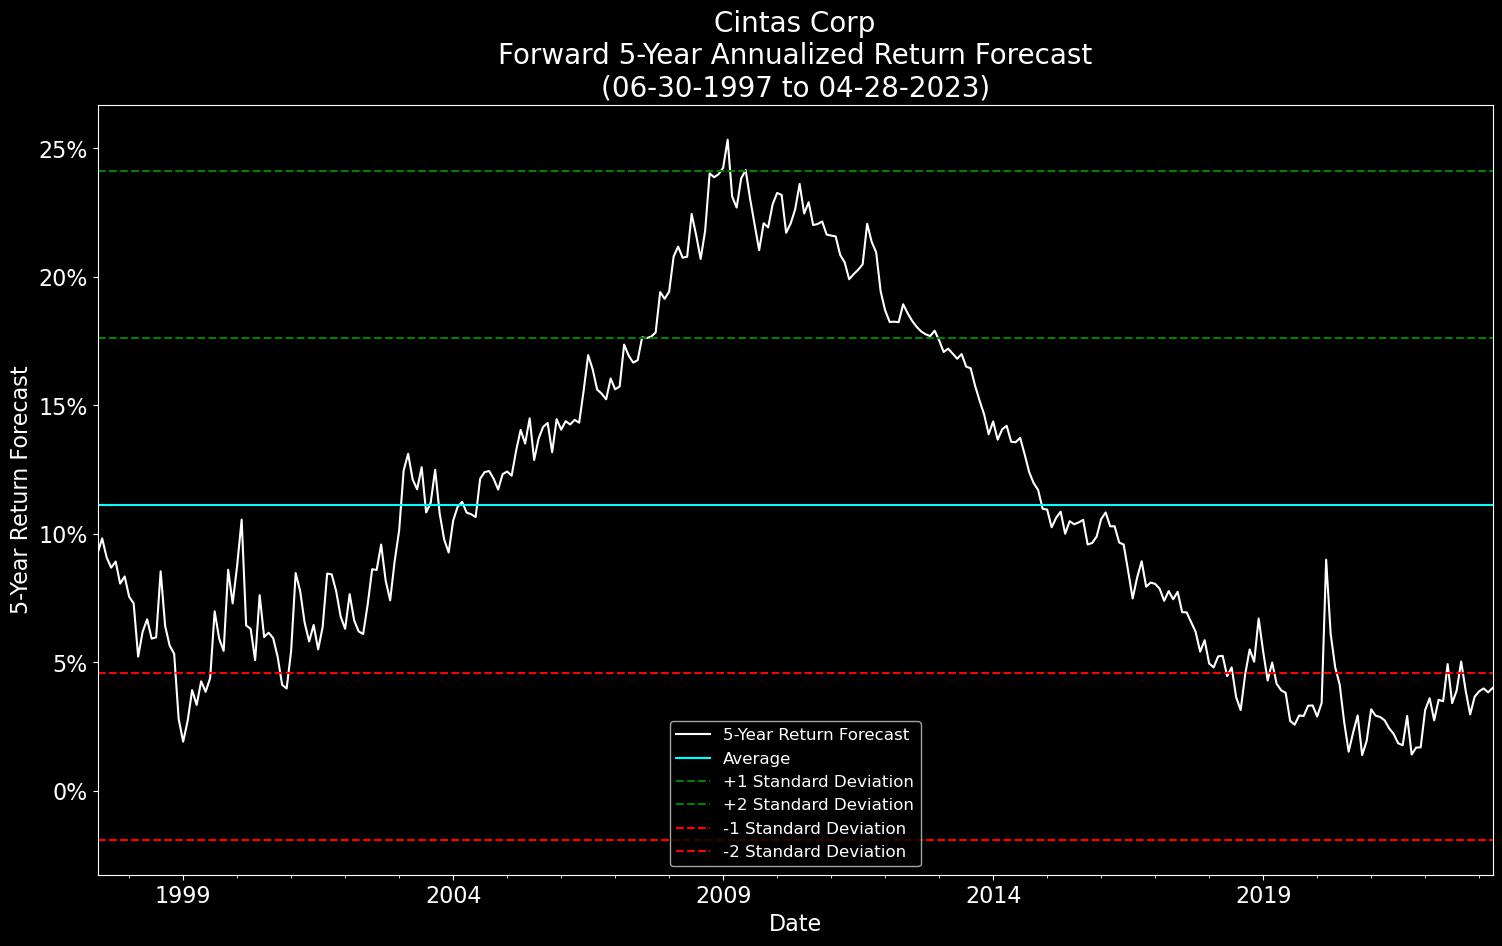 Cintas Corp
Forward 5-Year Annualized Return Forecast
(06-30-1997 to 04-28-2023)
5-Year Return Forecast
25%
20%
15%
10%
5%
0%
5-Year Return Forecast
Average
+1 Standard Deviation
+2 Standard Deviation
-1 Standard Deviation
-2 Standard Deviation
1999
2004
2009
2014
2019
Date